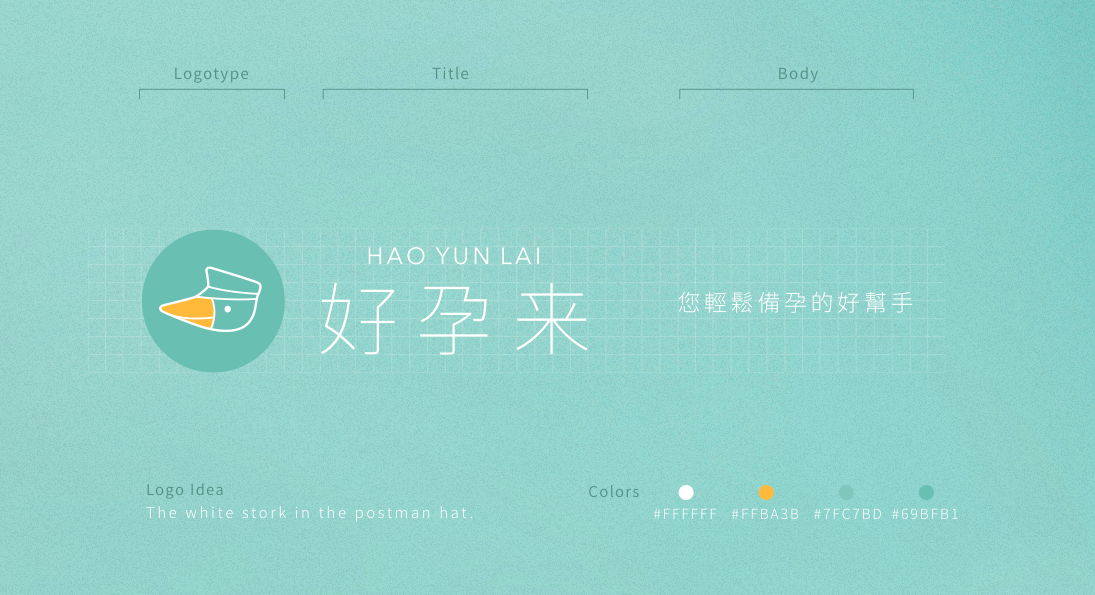 Logotype
Title
Body
HAO YUN LAI
好孕来
您輕鬆備孕的好幫手
Logo Idea
The white stork in the postman hat.
Colors
#FFFFFF #FFBA3B #7FC7BD #69BFB1